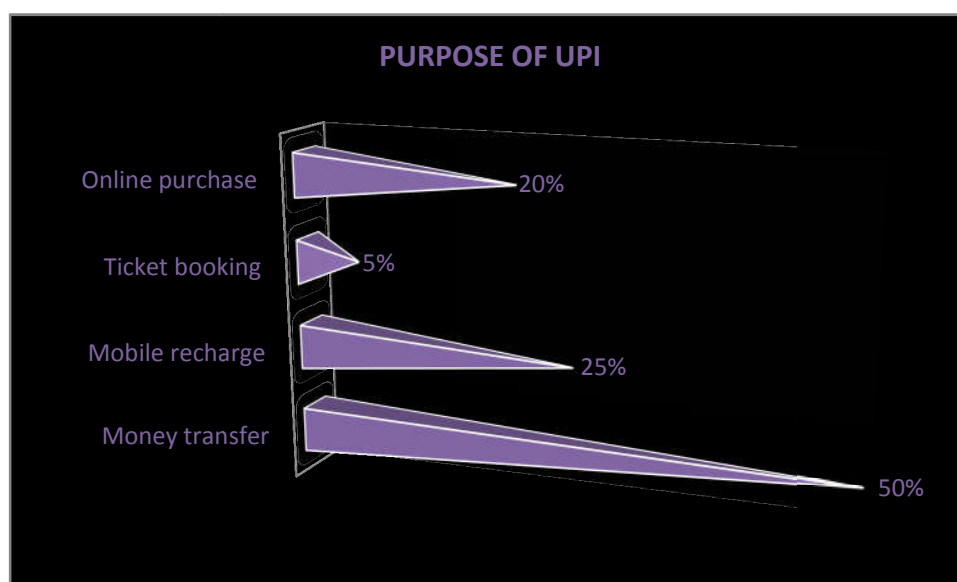 PURPOSE OF UPI
Online purchase
20%
Ticket booking
5%
Mobile recharge
25%
Money transfer
50%